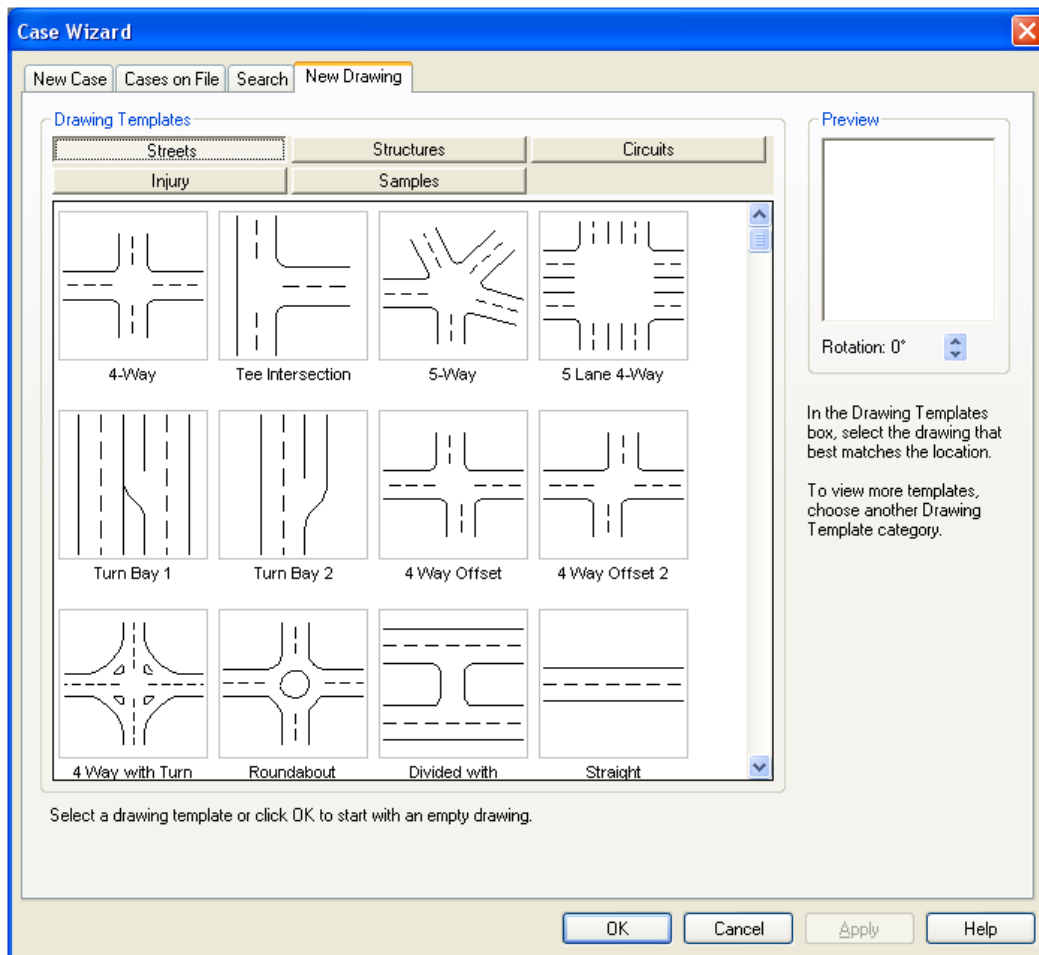 Case Wizard
New Case Cases on File Search New Drawing
Drawing Templates
Streets Structures Circuits
Injury Samples
4-Way Tee Intersection 5-Way 5 Lane 4-Way
Turn Bay 1 Turn Bay 2 4 Way Offset 4 Way Offset 2
4 Way with Turn Roundabout Divided with Straight
Preview
Rotation: 0°
In the Drawing Templates
box, select the drawing that
best matches the location.
To view more templates,
choose another Drawing
Template category.
Select a drawing template or click OK to start with an empty drawing.
OK Cancel Apply Help